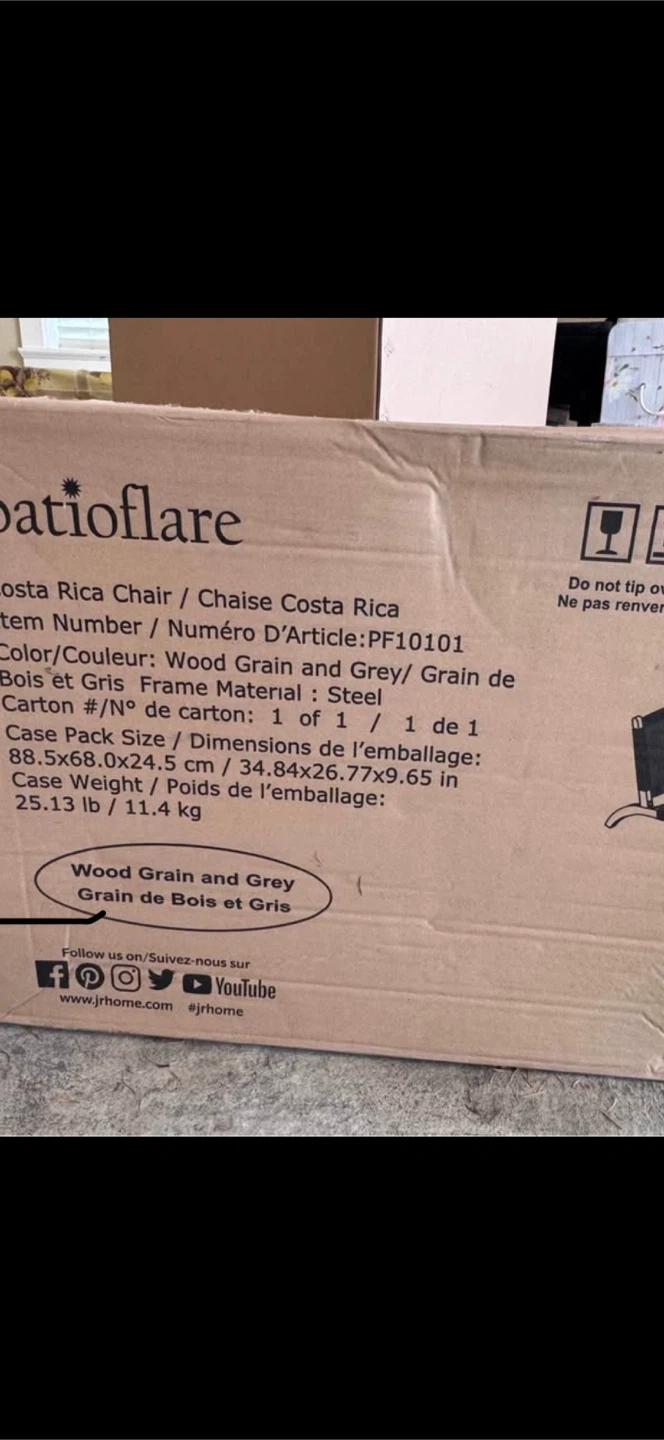 patioflare
Costa Rica Chair / Chaise Costa Rica
Item Number / Numéro D'Article:PF10101
Color/Couleur: Wood Grain and Grey/ Grain de
Bois et Gris Frame Material : Steel
Carton #/Nº de carton: 1 of 1 / 1 de 1
Case Pack Size / Dimensions de l'emballage:
88.5x68.0x24.5 cm / 34.84x26.77x9.65 in
Case Weight / Poids de l'emballage:
25.13 lb / 11.4 kg
Wood Grain and Grey
Grain de Bois et Gris
Follow us on/Suivez-nous sur
YouTube
www.jrhome.com #jrhome
Do not tip
Ne pas